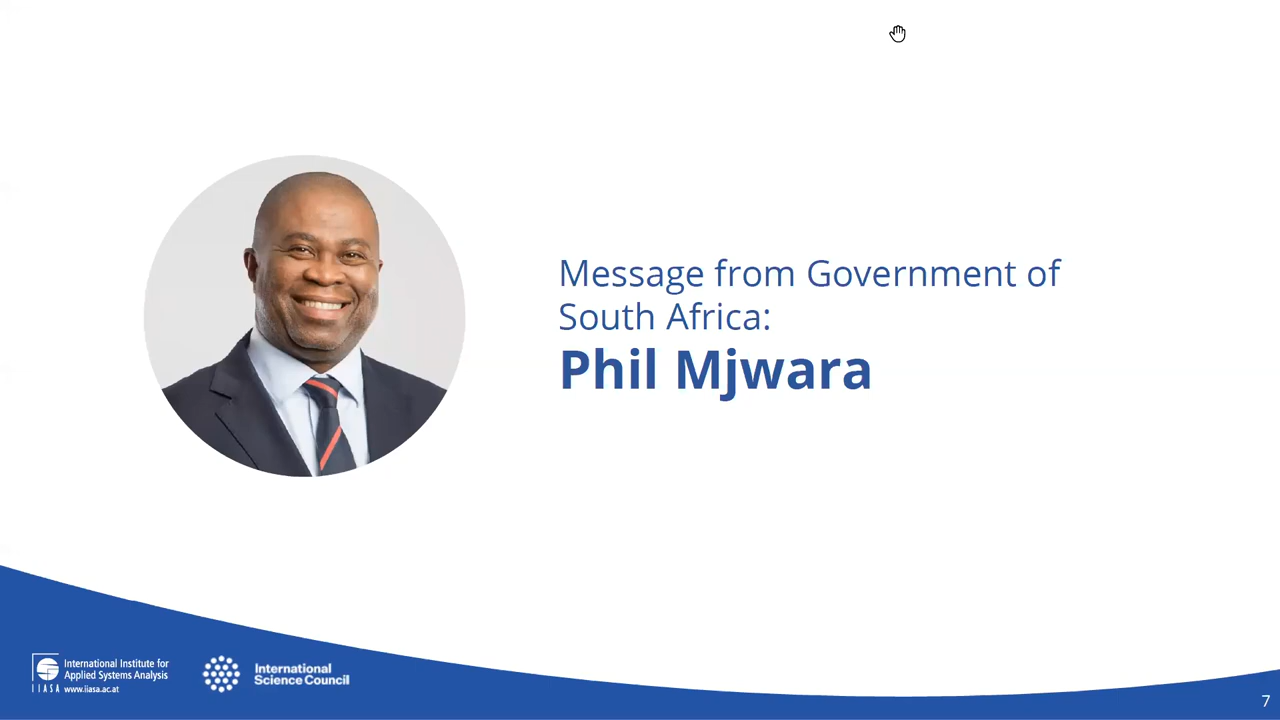 Message from Government of
South Africa:
Phil Mjwara
International Institute for
Applied Systems Analysis
IIASA www.iiasa.ac.at
International
Science Council
7